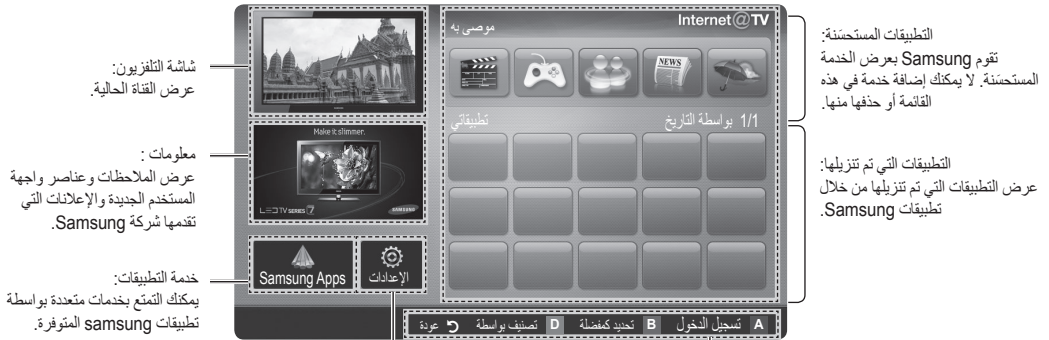 Internet@TV
موصى به
NEWS
تطبيقاتي
1/1 بواسطة التاريخ
Make it slimmer.
LED TV SERIES 7
SAMSUNG
Samsung Apps
الإعدادات
A تسجيل الدخول B تحديد كمفضلة D تصنيف بواسطة عودة
التطبيقات المستحسَنة:
تقوم Samsung بعرض الخدمة
المستحسَنة. لا يمكنك إضافة خدمة في هذه
القائمة أو حذفها منها.
التطبيقات التي تم تنزيلها:
عرض التطبيقات التي تم تنزيلها من خلال
تطبيقات Samsung.
شاشة التلفزيون:
عرض القناة الحالية.
معلومات :
عرض الملاحظات وعناصر واجهة
المستخدم الجديدة والإعلانات التي
تقدمها شركة Samsung.
خدمة التطبيقات:
يمكنك التمتع بخدمات متعددة بواسطة
تطبيقات samsung المتوفرة.